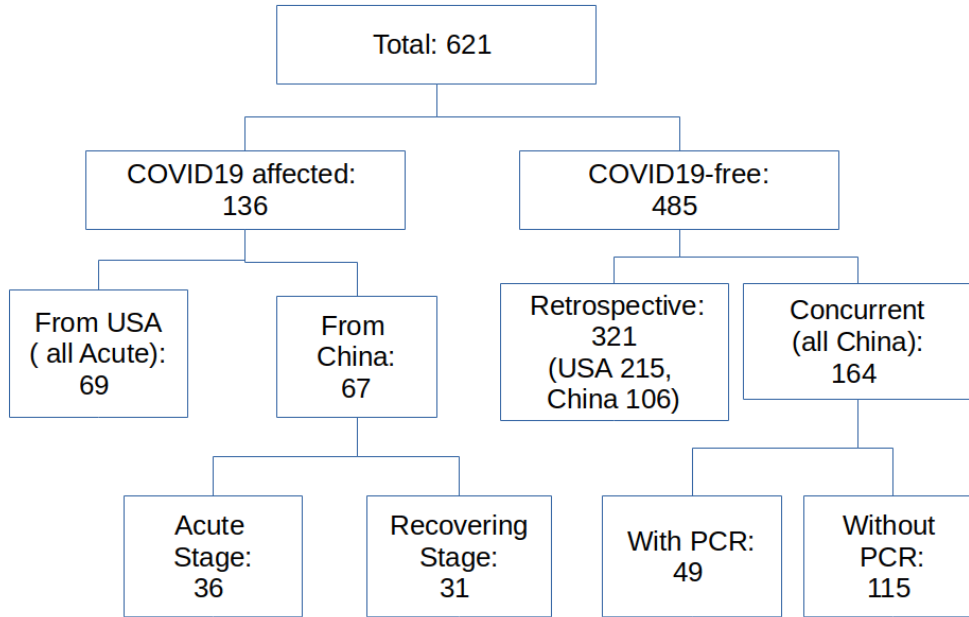 Total: 621
COVID19 affected:
136
COVID19-free:
485
From USA
( all Acute):
69
From
China:
67
Retrospective:
321
(USA 215,
China 106)
Concurrent
(all China):
164
Acute
Stage:
36
Recovering
Stage:
31
With PCR:
49
Without
PCR:
115